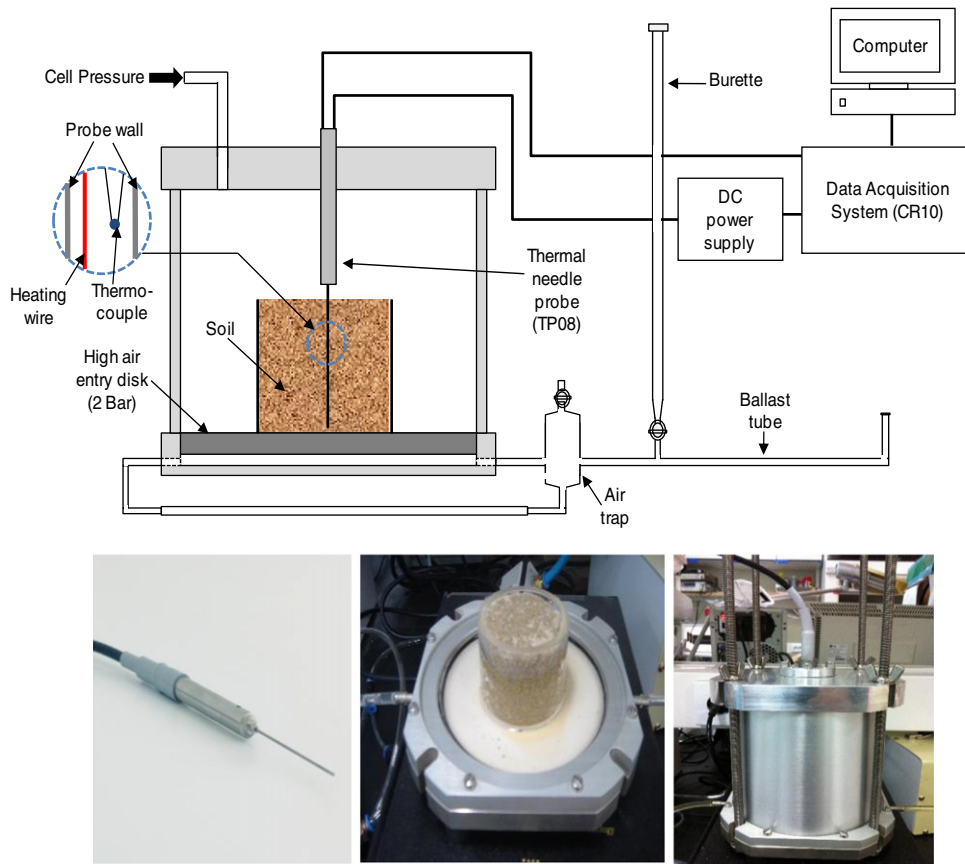 Cell Pressure
Probe wall
Heating
wire
Thermo-
couple
Soil
High air
entry disk
(2 Bar)
Thermal
needle
probe
(TP08)
Burette
Computer
DC
power
supply
Data Acquisition
System (CR10)
Ballast
tube
Air
trap